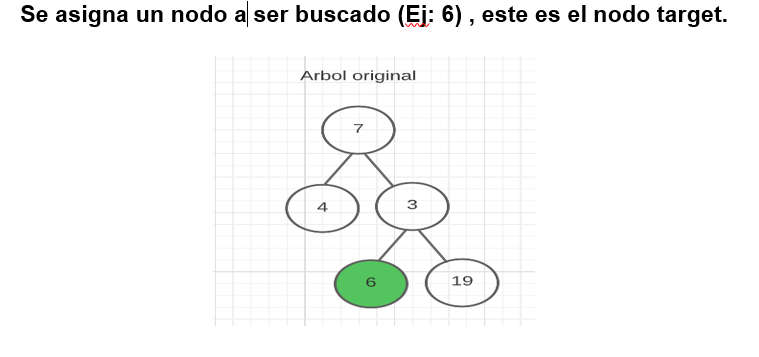 Se asigna un nodo a ser buscado (Ej: 6) , este es el nodo target.
Arbol original
7
4
3
6
19